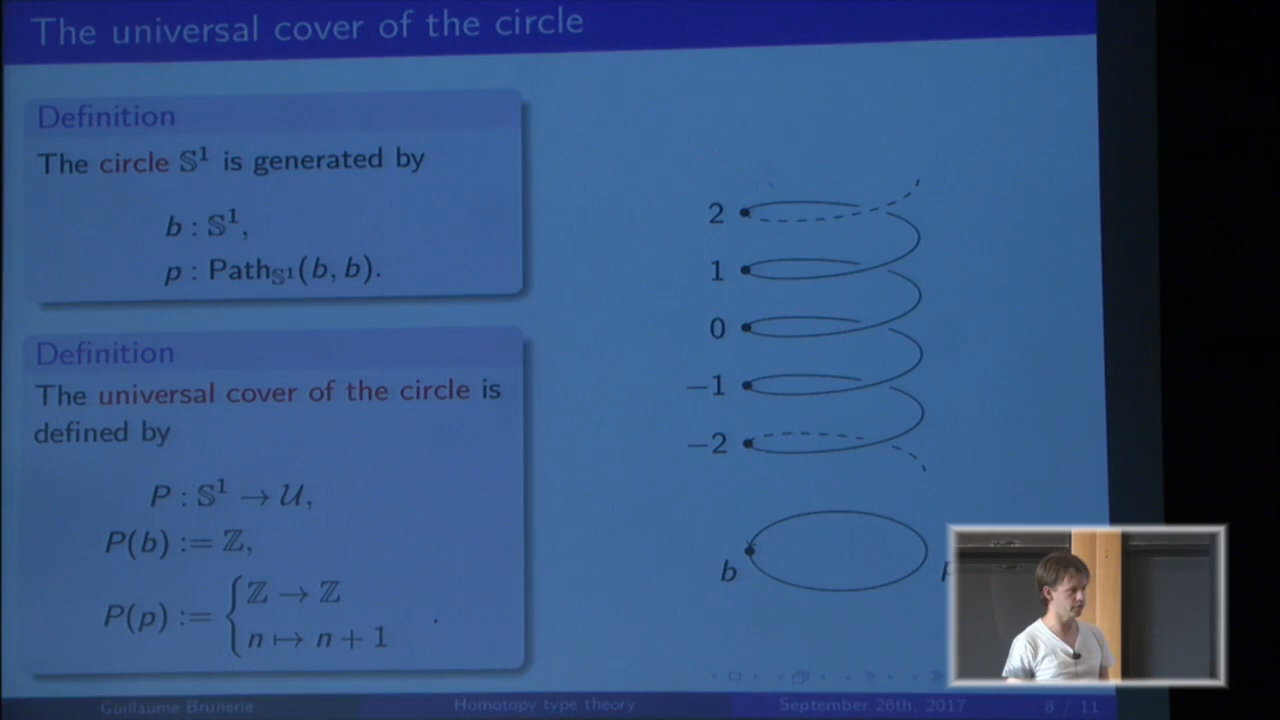 The universal cover of the circle
Definition
The circle 𝕊¹ is generated by
b : 𝕊¹,
p : Path_𝕊¹(b, b).
Definition
The universal cover of the circle is
defined by
P : 𝕊¹ → 𝒰,
P(b) := ℤ,
P(p) := { ℤ → ℤ
n ↦ n + 1 .
2
1
0
−1
−2
b
Guillaume Brunerie Homotopy type theory September 26th, 2017 8 / 11